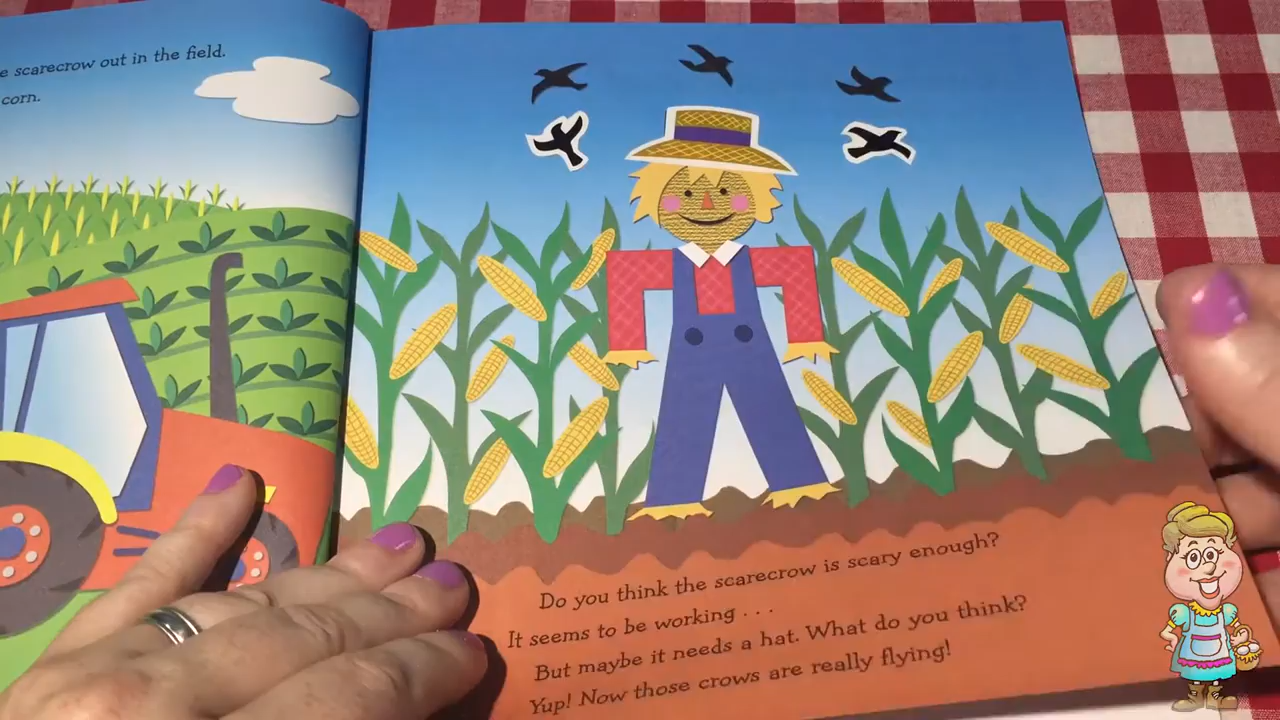 e scarecrow out in the field.
corn.
Do you think the scarecrow is scary enough?
It seems to be working . . .
But maybe it needs a hat. What do you think?
Yup! Now those crows are really flying!